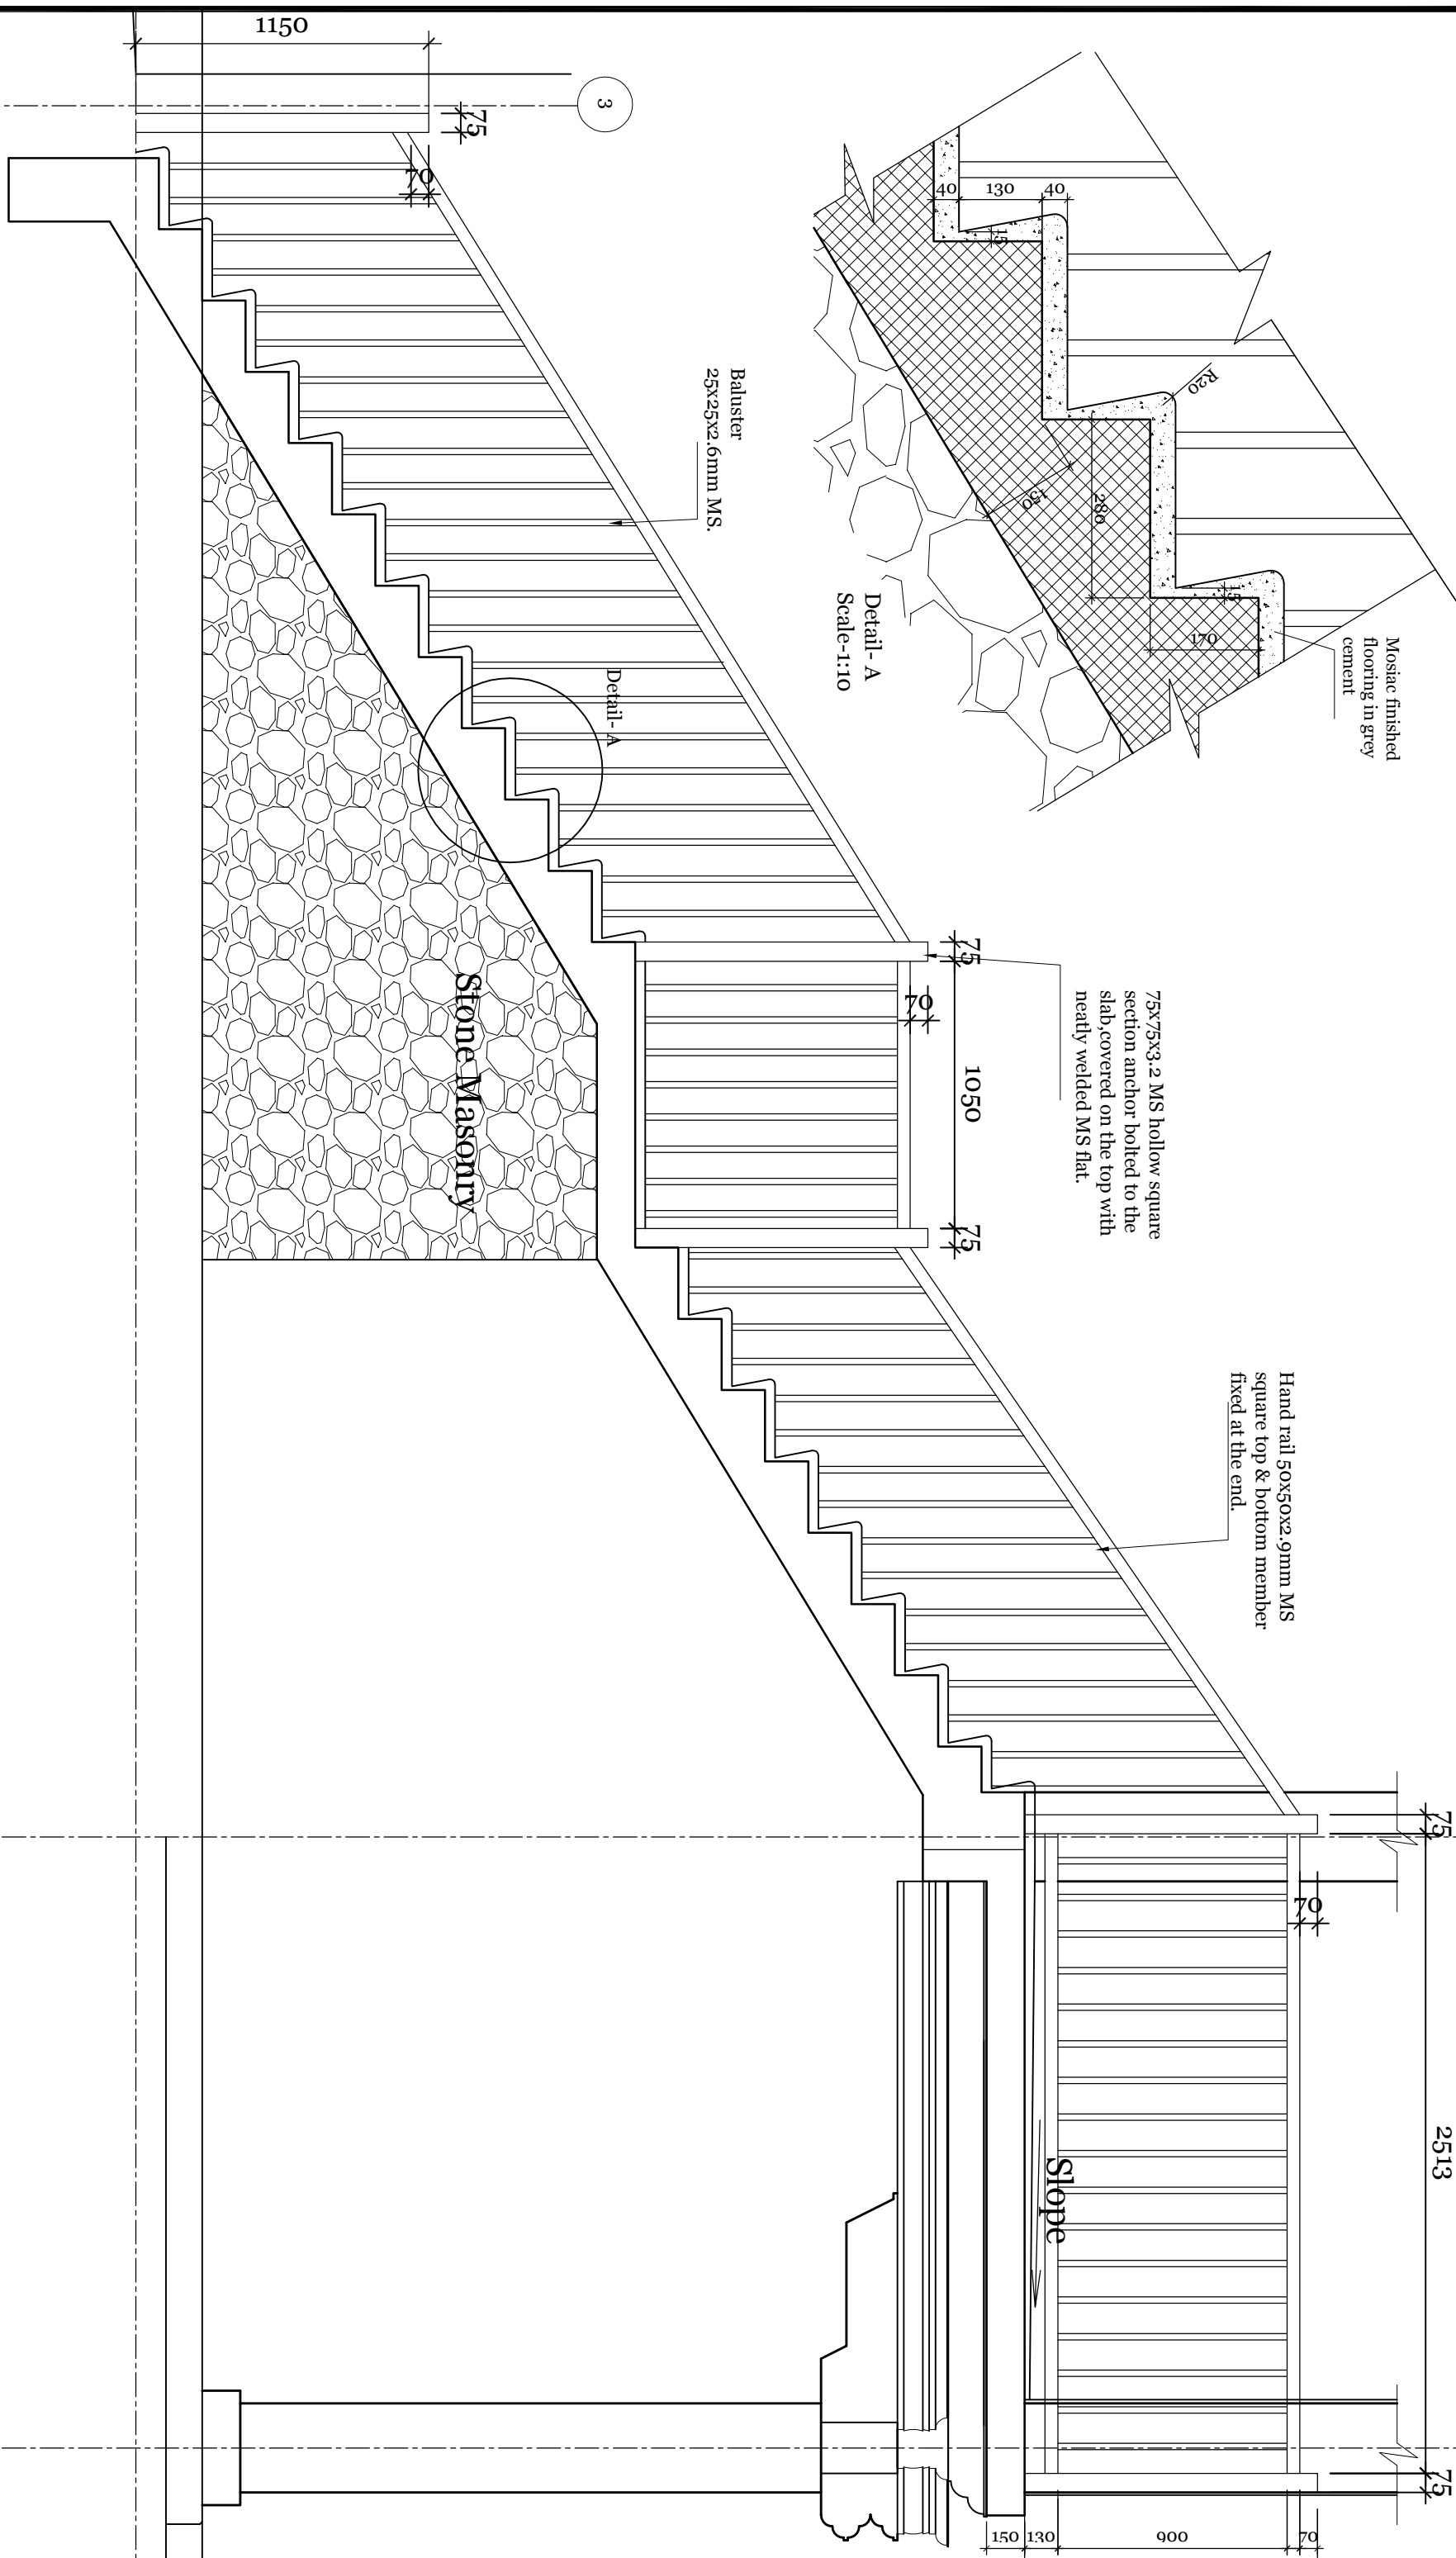 1150
3
75
70
40
130
40
15
R20
150
280
15
170
Mosiac finished
flooring in grey
cement
Detail- A
Scale-1:10
Baluster
25x25x2.6mm MS.
Detail- A
75
70
1050
75
75x75x3.2 MS hollow square
section anchor bolted to the
slab,covered on the top with
neatly welded MS flat.
Stone Masonry
Hand rail 50x50x2.9mm MS
square top & bottom member
fixed at the end.
75
70
2513
Slope
75
150
130
900
70